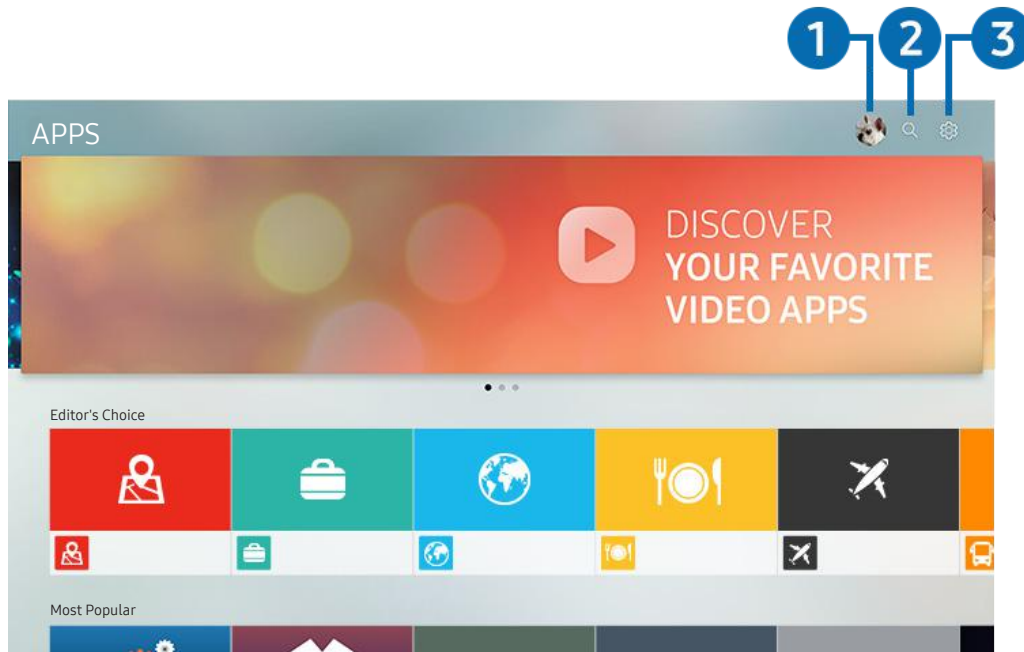 1 2 3
APPS
DISCOVER
YOUR FAVORITE
VIDEO APPS
Editor's Choice
Most Popular